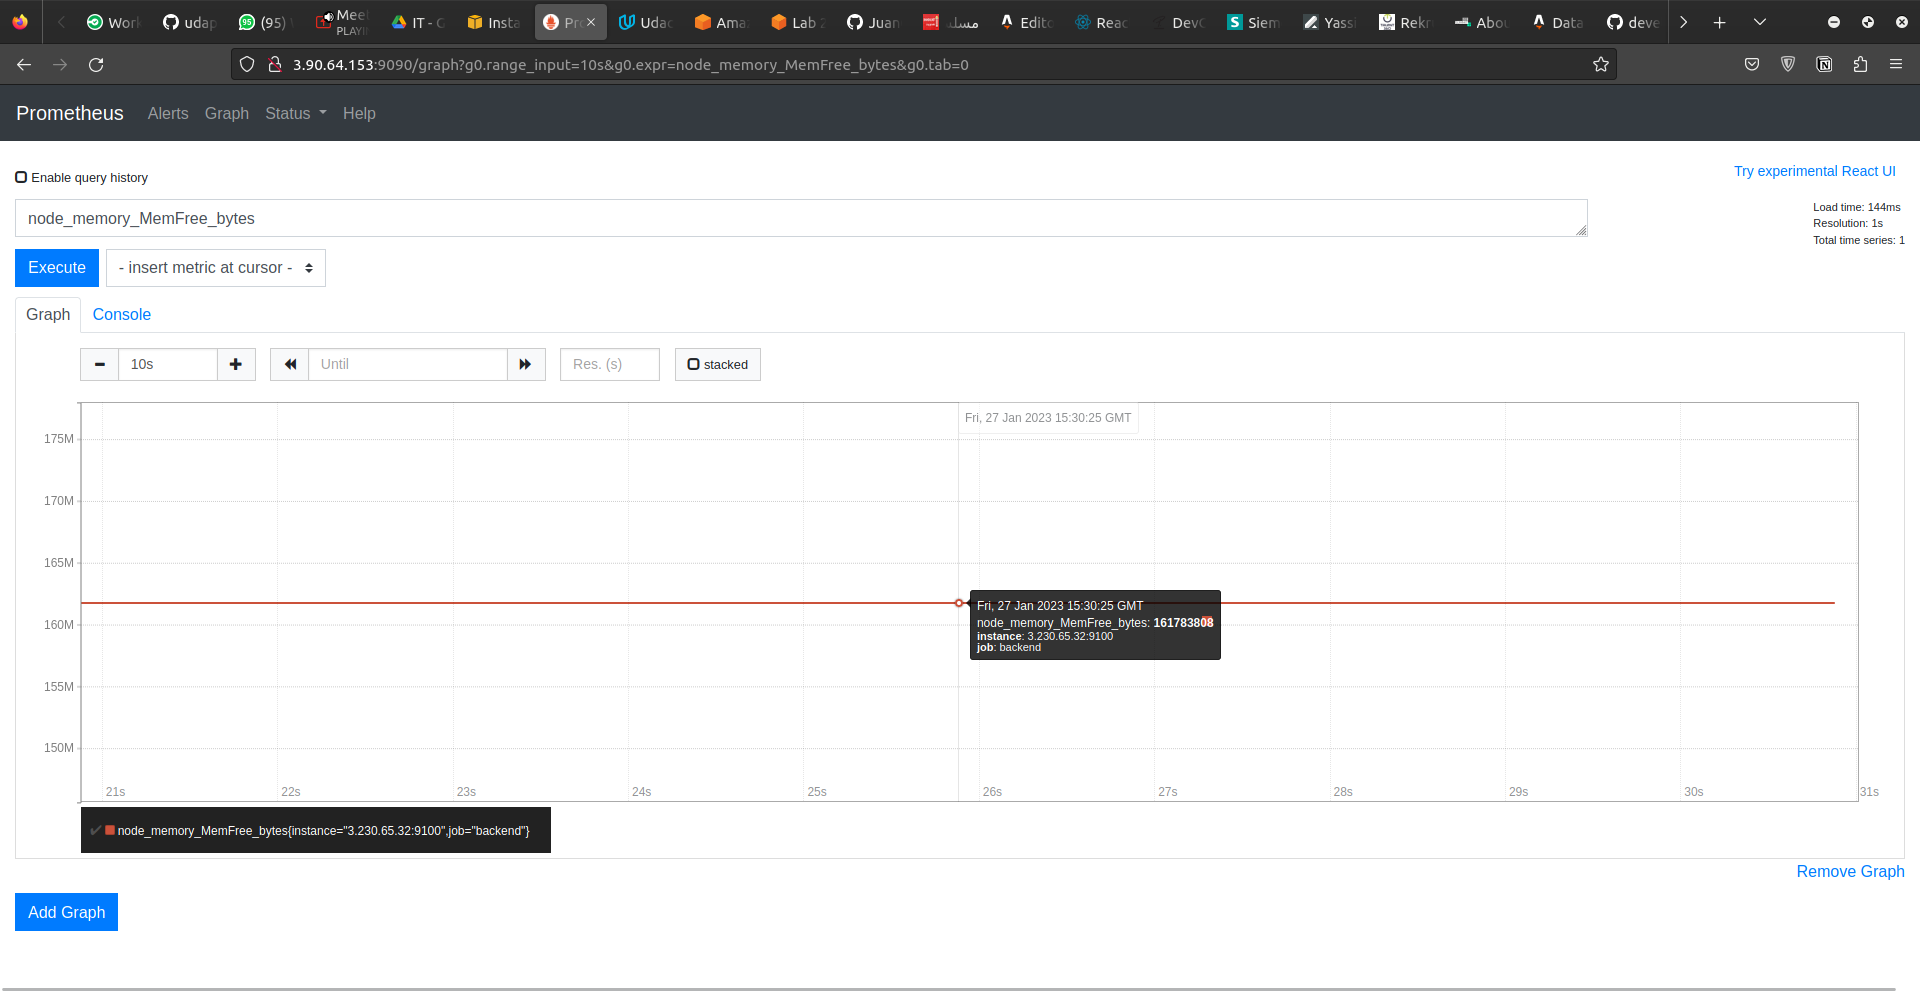 Work
udap
(95)
Meet
PLAYIN
IT - G
Insta
Pro
Udac
Ama
Lab 2
Juan
مسلس
Edito
Reac
DevO
Siem
Yassi
Rekr
Abou
Data
deve
3.90.64.153:9090/graph?g0.range_input=10s&g0.expr=node_memory_MemFree_bytes&g0.tab=0
Prometheus Alerts Graph Status Help
Enable query history
Try experimental React UI
node_memory_MemFree_bytes
Load time: 144ms
Resolution: 1s
Total time series: 1
Execute
- insert metric at cursor -
Graph Console
10s
Until
Res. (s)
stacked
Fri, 27 Jan 2023 15:30:25 GMT
175M
170M
165M
160M
155M
150M
Fri, 27 Jan 2023 15:30:25 GMT
node_memory_MemFree_bytes: 161783808
instance: 3.230.65.32:9100
job: backend
21s 22s 23s 24s 25s 26s 27s 28s 29s 30s 31s
node_memory_MemFree_bytes{instance="3.230.65.32:9100",job="backend"}
Remove Graph
Add Graph